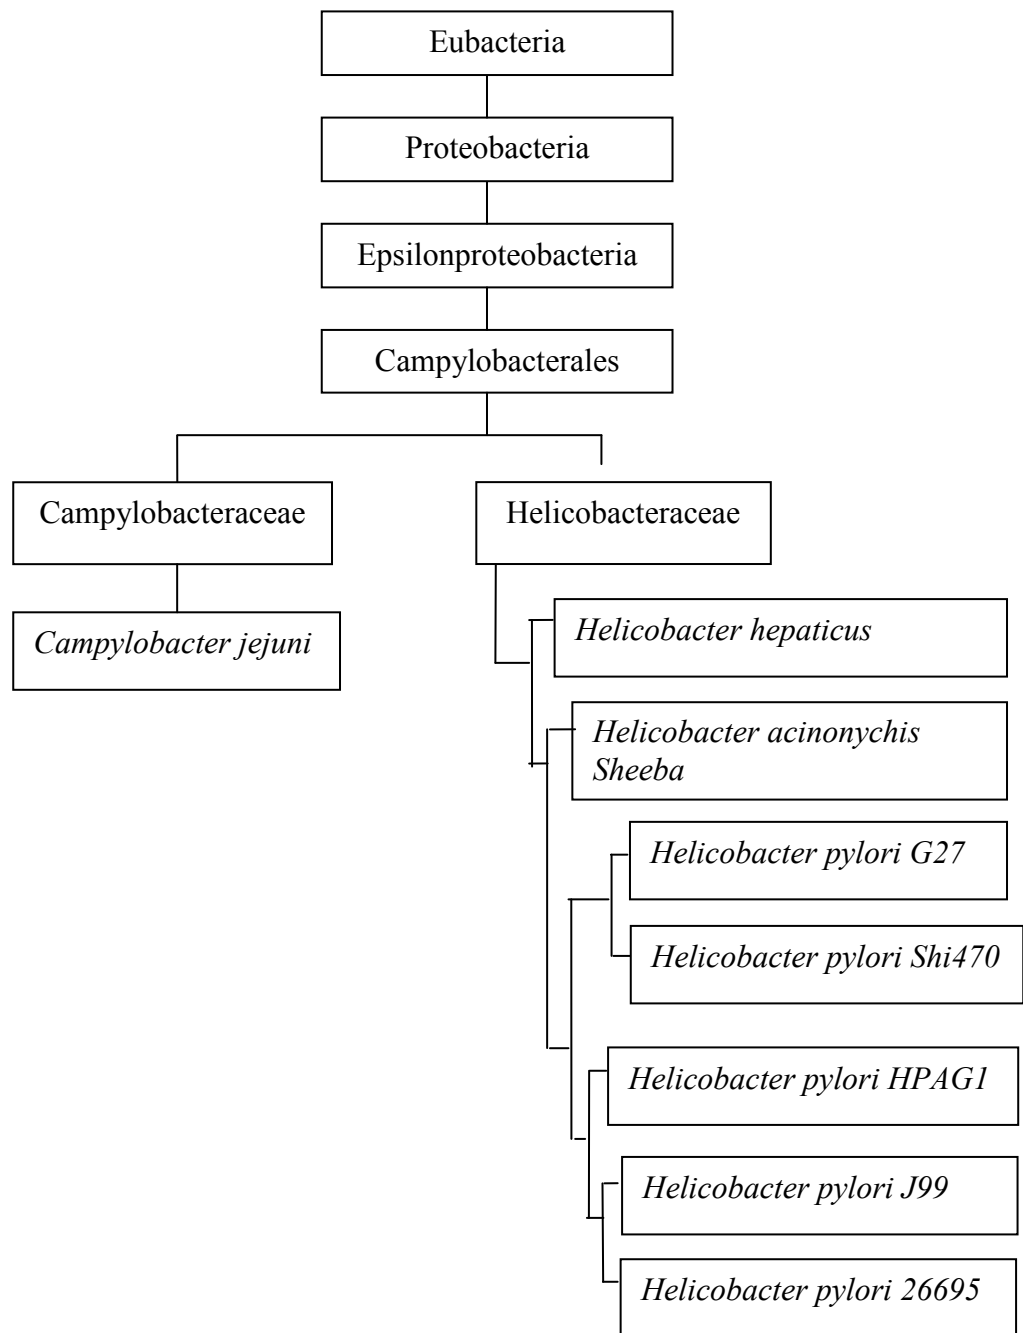 Eubacteria
Proteobacteria
Epsilonproteobacteria
Campylobacterales
Campylobacteraceae
Helicobacteraceae
Campylobacter jejuni
Helicobacter hepaticus
Helicobacter acinonychis
Sheeba
Helicobacter pylori G27
Helicobacter pylori Shi470
Helicobacter pylori HPAG1
Helicobacter pylori J99
Helicobacter pylori 26695